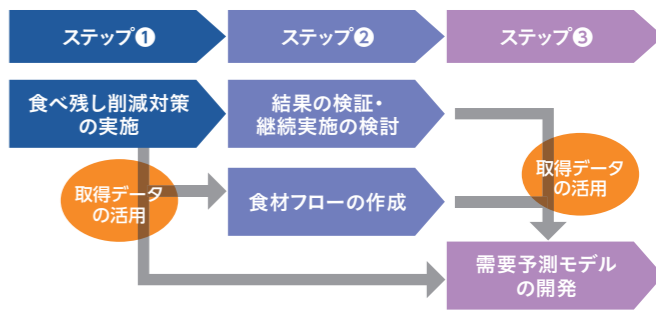 ステップ❶
ステップ❷
ステップ❸
食べ残し削減対策
の実施
結果の検証・
継続実施の検討
取得データ
の活用
食材フローの作成
取得データ
の活用
需要予測モデル
の開発